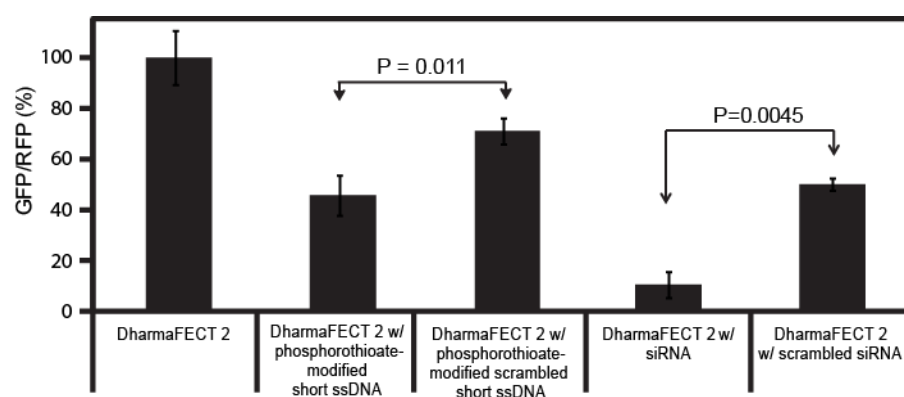 P = 0.011
P=0.0045
GFP/RFP (%)
100
80
60
40
20
0
DharmaFECT 2
DharmaFECT 2 w/
phosphorothioate-
modified
short ssDNA
DharmaFECT 2 w/
phosphorothioate-
modified scrambled
short ssDNA
DharmaFECT 2 w/
siRNA
DharmaFECT 2
w/ scrambled siRNA